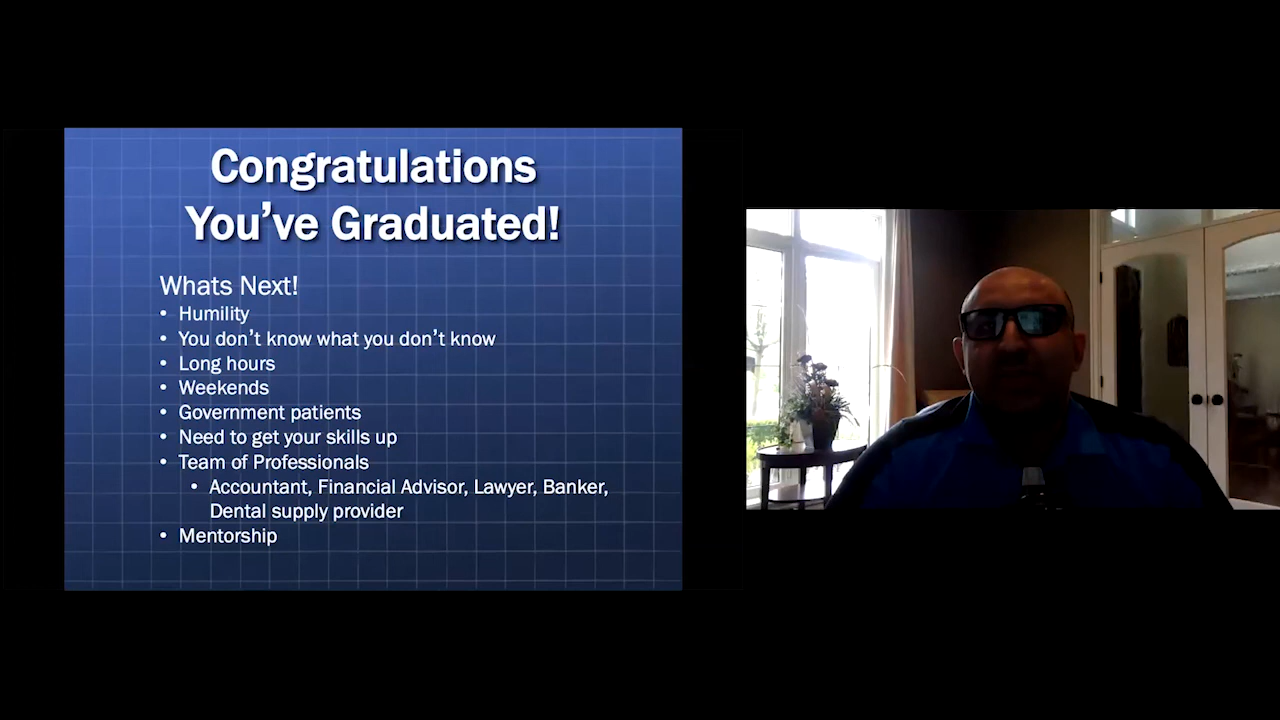 Congratulations
You’ve Graduated!
Whats Next!
• Humility
• You don’t know what you don’t know
• Long hours
• Weekends
• Government patients
• Need to get your skills up
• Team of Professionals
• Accountant, Financial Advisor, Lawyer, Banker,
Dental supply provider
• Mentorship